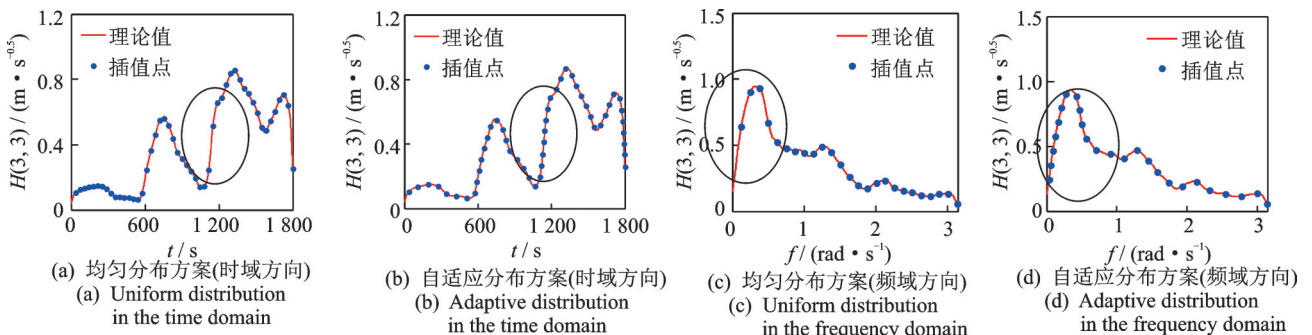 1.2
0.8
0.4
0
H(3, 3) / (m • s⁻⁰·⁵)
理论值
插值点
0 600 1 200 1 800
t / s
(a) 均匀分布方案(时域方向)
(a) Uniform distribution
in the time domain
1.2
0.8
0.4
0
H(3, 3) / (m • s⁻⁰·⁵)
理论值
插值点
0 600 1 200 1 800
t / s
(b) 自适应分布方案(时域方向)
(b) Adaptive distribution
in the time domain
1.5
1.0
0.5
0
H(3, 3) / (m • s⁻⁰·⁵)
理论值
插值点
0 1 2 3
f / (rad • s⁻¹)
(c) 均匀分布方案(频域方向)
(c) Uniform distribution
in the frequency domain
1.5
1.0
0.5
0
H(3, 3) / (m • s⁻⁰·⁵)
理论值
插值点
0 1 2 3
f / (rad • s⁻¹)
(d) 自适应分布方案(频域方向)
(d) Adaptive distribution
in the frequency domain